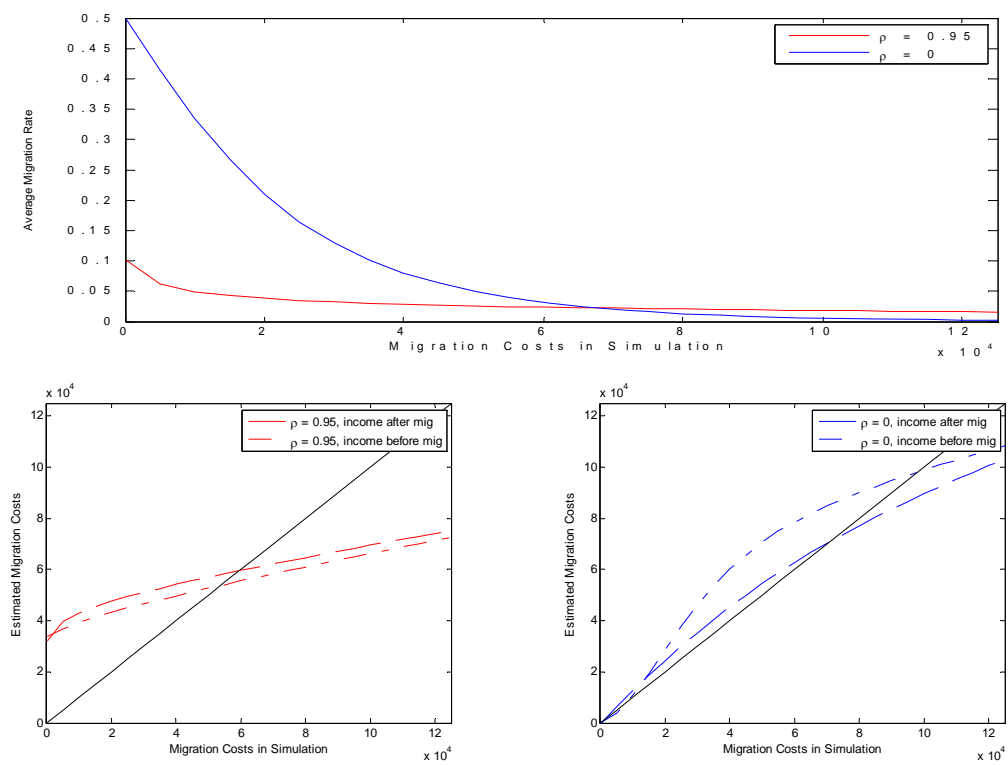 0.5
0.45
0.4
0.35
0.3
0.25
0.2
0.15
0.1
0.05
0
Average Migration Rate
ρ = 0.95
ρ = 0
0 2 4 6 8 10 12
Migration Costs in Simulation
x 10^4
x 10^4
12
10
8
6
4
2
0
Estimated Migration Costs
ρ = 0.95, income after mig
ρ = 0.95, income before mig
0 2 4 6 8 10 12
Migration Costs in Simulation
x 10^4
x 10^4
12
10
8
6
4
2
0
Estimated Migration Costs
ρ = 0, income after mig
ρ = 0, income before mig
0 2 4 6 8 10 12
Migration Costs in Simulation
x 10^4